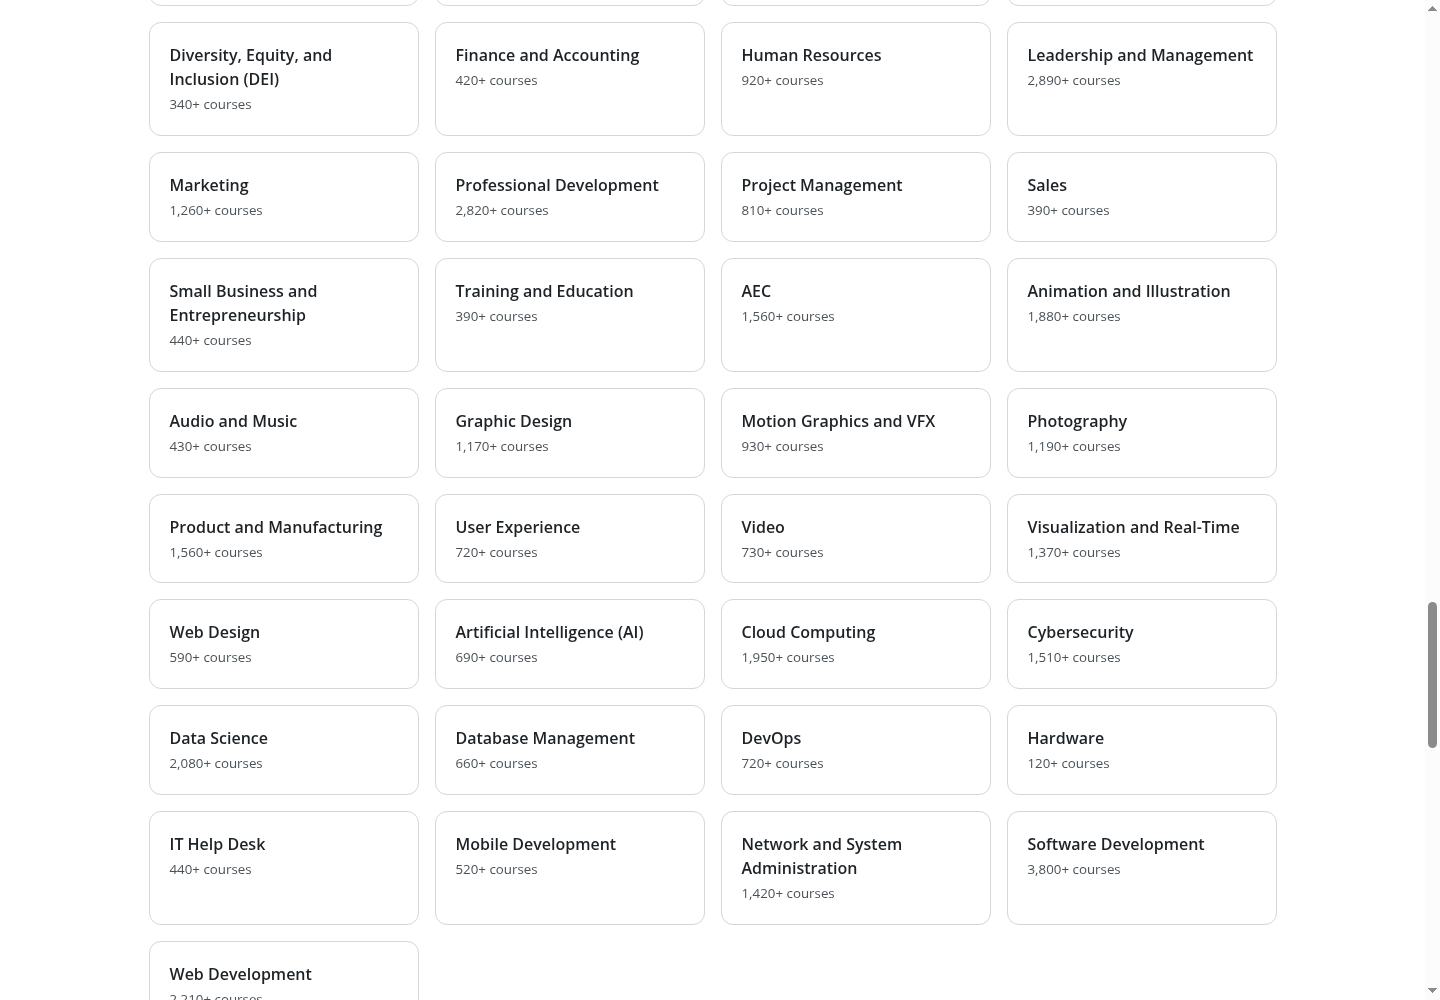 Diversity, Equity, and
Inclusion (DEI)
340+ courses
Finance and Accounting
420+ courses
Human Resources
920+ courses
Leadership and Management
2,890+ courses
Marketing
1,260+ courses
Professional Development
2,820+ courses
Project Management
810+ courses
Sales
390+ courses
Small Business and
Entrepreneurship
440+ courses
Training and Education
390+ courses
AEC
1,560+ courses
Animation and Illustration
1,880+ courses
Audio and Music
430+ courses
Graphic Design
1,170+ courses
Motion Graphics and VFX
930+ courses
Photography
1,190+ courses
Product and Manufacturing
1,560+ courses
User Experience
720+ courses
Video
730+ courses
Visualization and Real-Time
1,370+ courses
Web Design
590+ courses
Artificial Intelligence (AI)
690+ courses
Cloud Computing
1,950+ courses
Cybersecurity
1,510+ courses
Data Science
2,080+ courses
Database Management
660+ courses
DevOps
720+ courses
Hardware
120+ courses
IT Help Desk
440+ courses
Mobile Development
520+ courses
Network and System
Administration
1,420+ courses
Software Development
3,800+ courses
Web Development
2,210+ courses